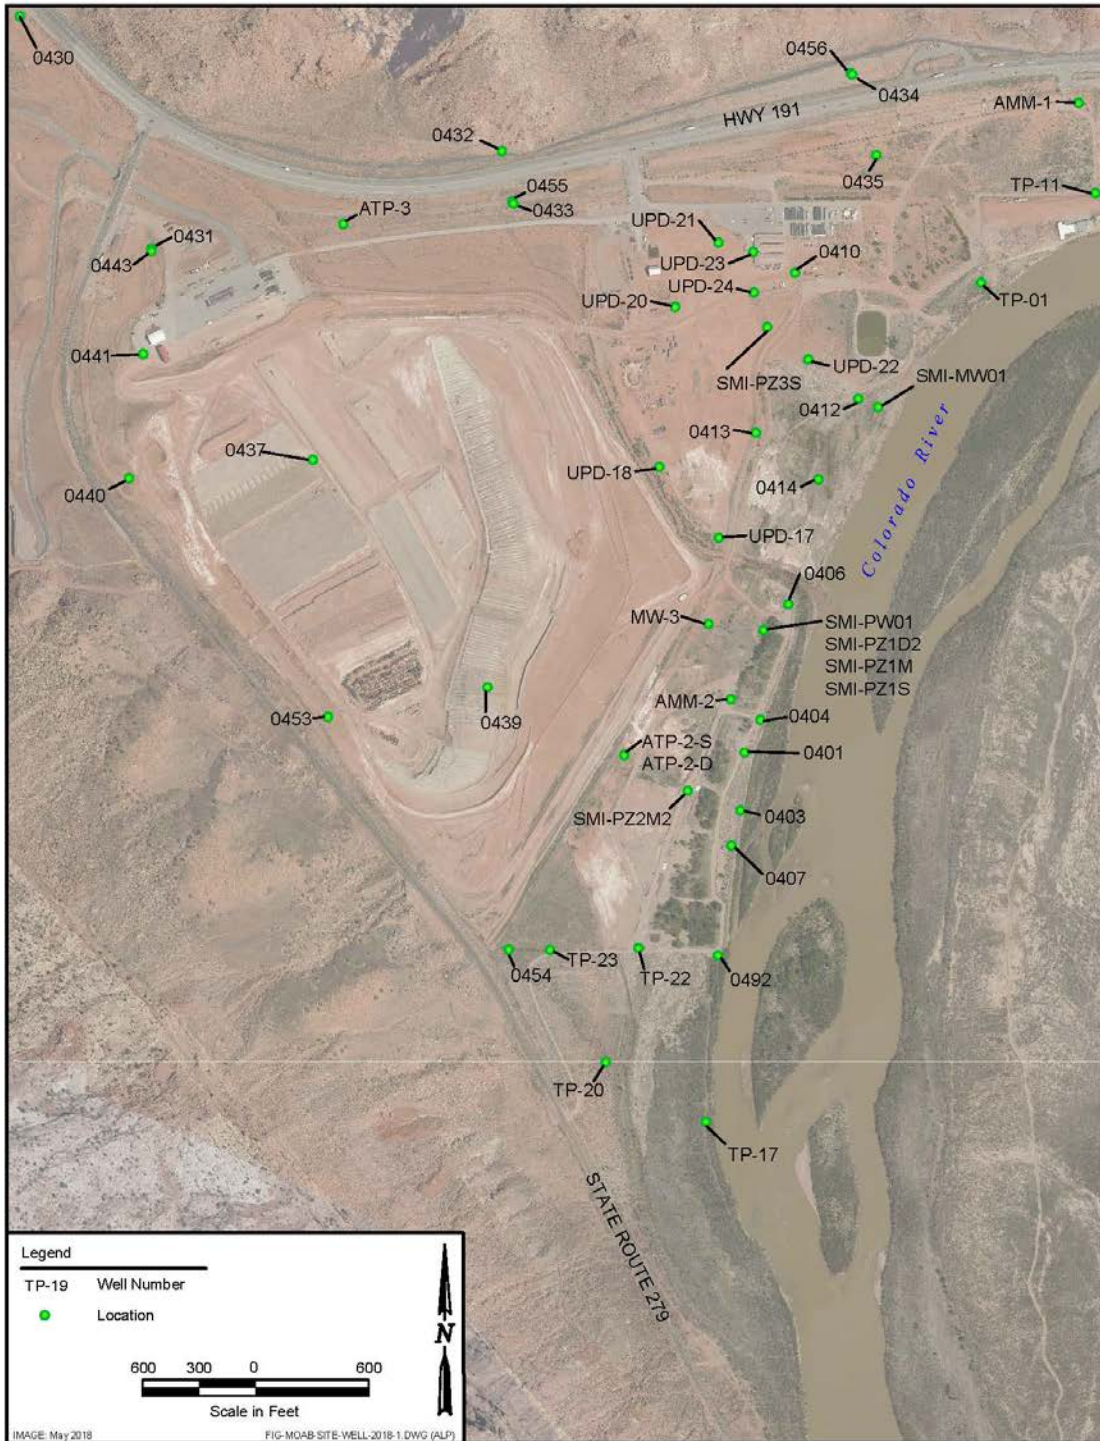 0430
0456
0434
HWY 191
AMM-1
0432
0435
0455
0433
TP-11
ATP-3
0431
0443
UPD-21
UPD-23
0410
UPD-24
UPD-20
TP-01
0441
SMI-PZ3S
UPD-22
SMI-MW01
0412
0413
0437
UPD-18
0440
0414
Colorado River
UPD-17
0406
MW-3
SMI-PW01
SMI-PZ1D2
SMI-PZ1M
SMI-PZ1S
0453
0439
AMM-2
0404
ATP-2-S
ATP-2-D
0401
SMI-PZ2M2
0403
0407
0454
TP-23
TP-22
0492
TP-20
TP-17
STATE ROUTE 279
Legend
TP-19 Well Number
Location
N
600 300 0 600
Scale in Feet
IMAGE: May 2018
FIG-MOAB-SITE-WELL-2018-1.DWG (ALP)